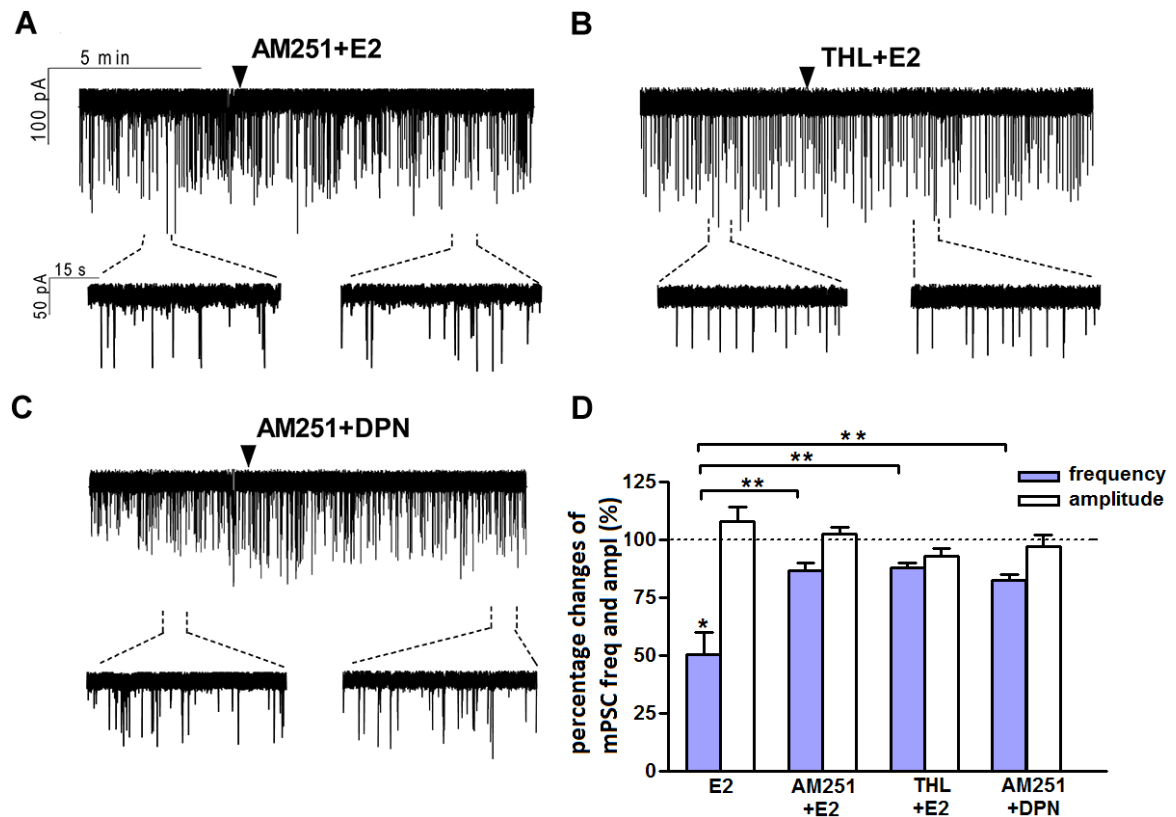 A
AM251+E2
5 min
100 pA
15 s
50 pA
B
THL+E2
C
AM251+DPN
D
**
**
**
*
frequency
amplitude
percentage changes of
mPSC freq and ampl (%)
125
100
75
50
25
0
E2
AM251
+E2
THL
+E2
AM251
+DPN